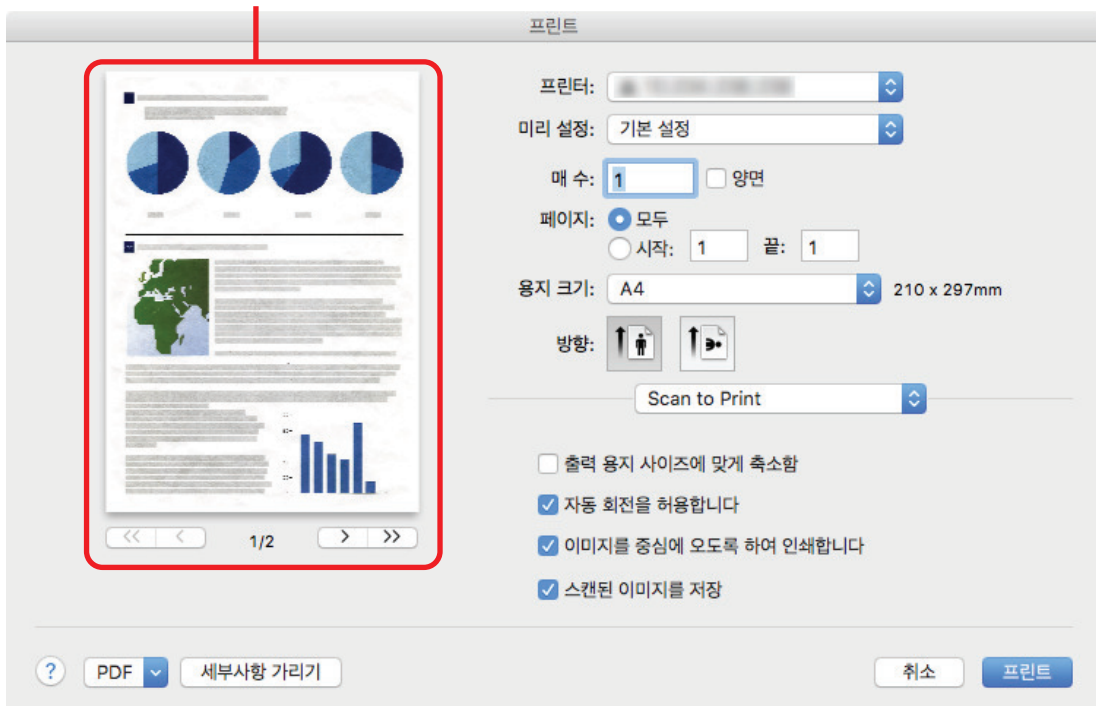 프린트
프린터:
미리 설정: 기본 설정
매 수: 1 양면
페이지: 모두
시작: 1 끝: 1
용지 크기: A4 210 x 297mm
방향:
Scan to Print
출력 용지 사이즈에 맞게 축소함
자동 회전을 허용합니다
이미지를 중심에 오도록 하여 인쇄합니다
스캔된 이미지를 저장
<< < 1/2 > >>
? PDF 세부사항 가리기 취소 프린트